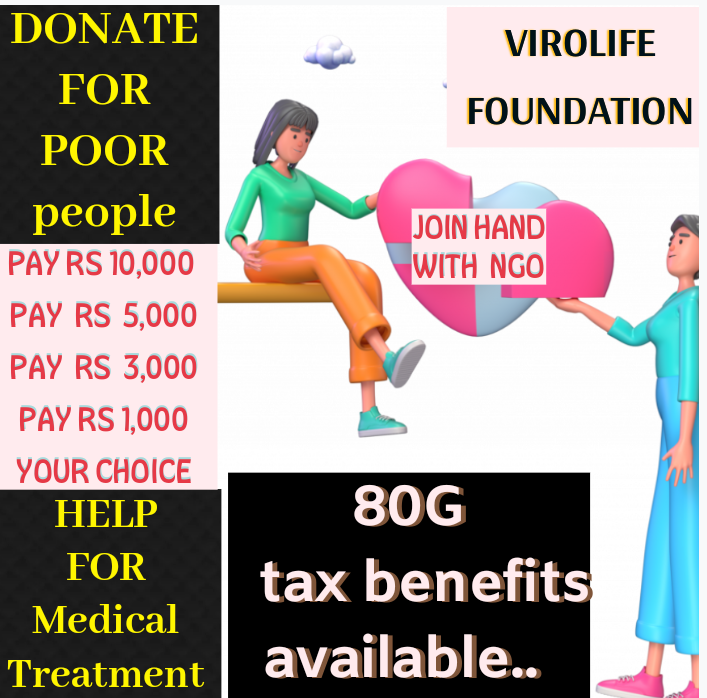 DONATE
FOR
POOR
people
PAY RS 10,000
PAY RS 5,000
PAY RS 3,000
PAY RS 1,000
YOUR CHOICE
HELP
FOR
Medical
Treatment
VIROLIFE
FOUNDATION
JOIN HAND
WITH NGO
80G
tax benefits
available..